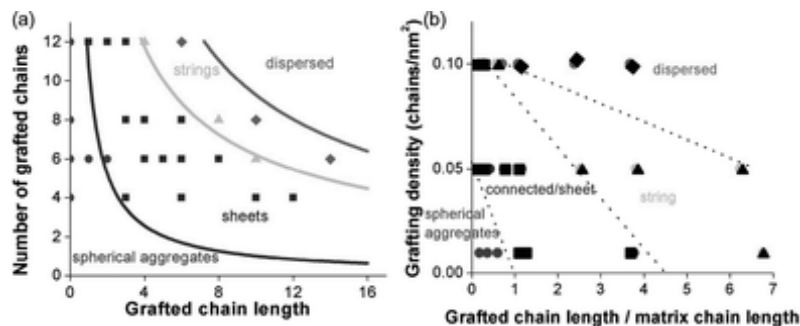 (a)
Number of grafted chains
12
10
8
6
4
2
0
dispersed
strings
sheets
spherical aggregates
0 4 8 12 16
Grafted chain length
(b)
Grafting density (chains/nm²)
0.10
0.05
0.00
dispersed
connected/sheet
string
spherical
aggregates
0 1 2 3 4 5 6 7
Grafted chain length / matrix chain length